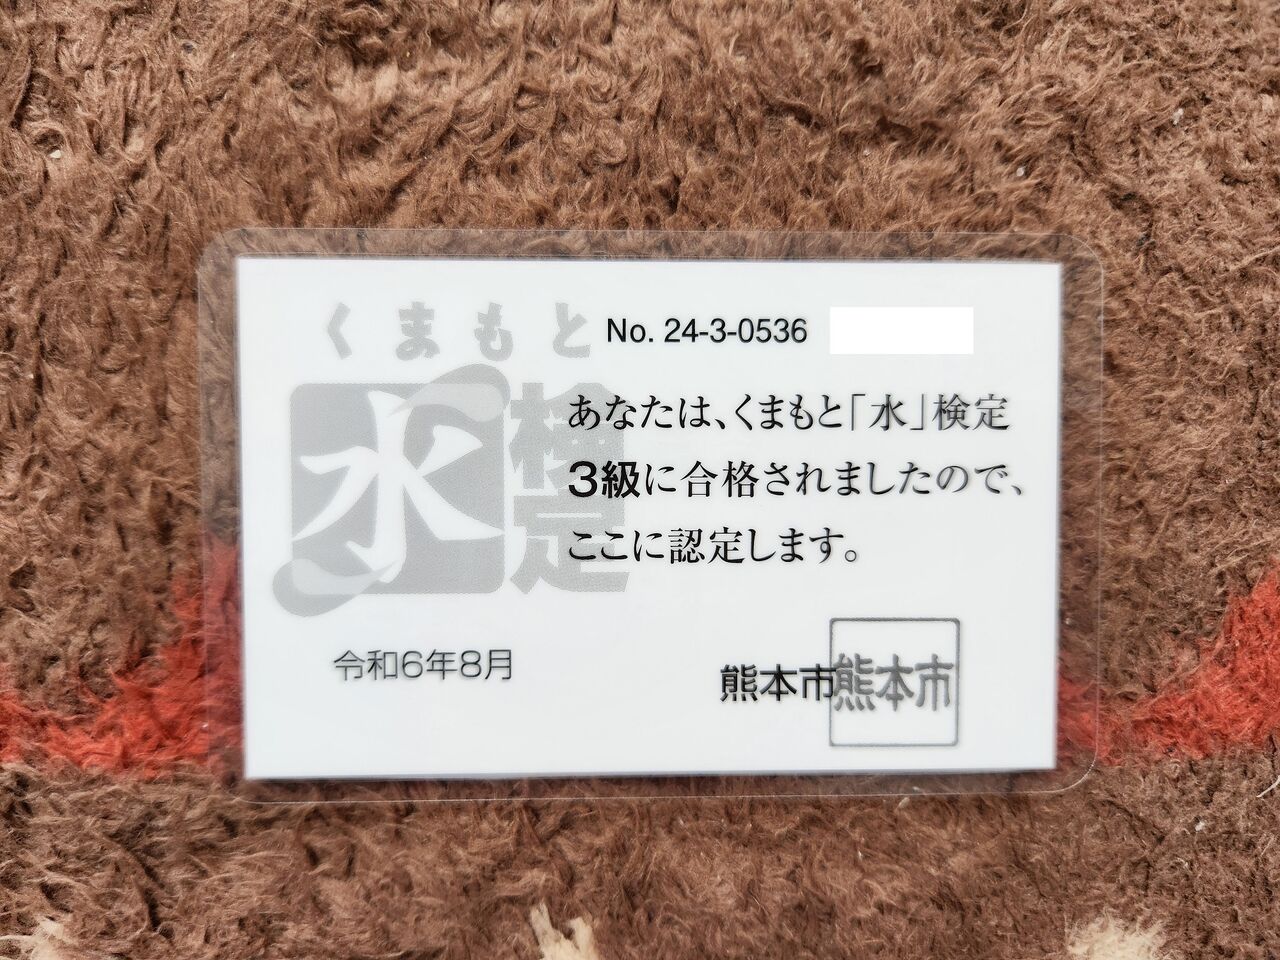 くまもと
水検定
No. 24-3-0536
あなたは、くまもと「水」検定
3級に合格されましたので、
ここに認定します。
令和6年8月
熊本市
熊本市